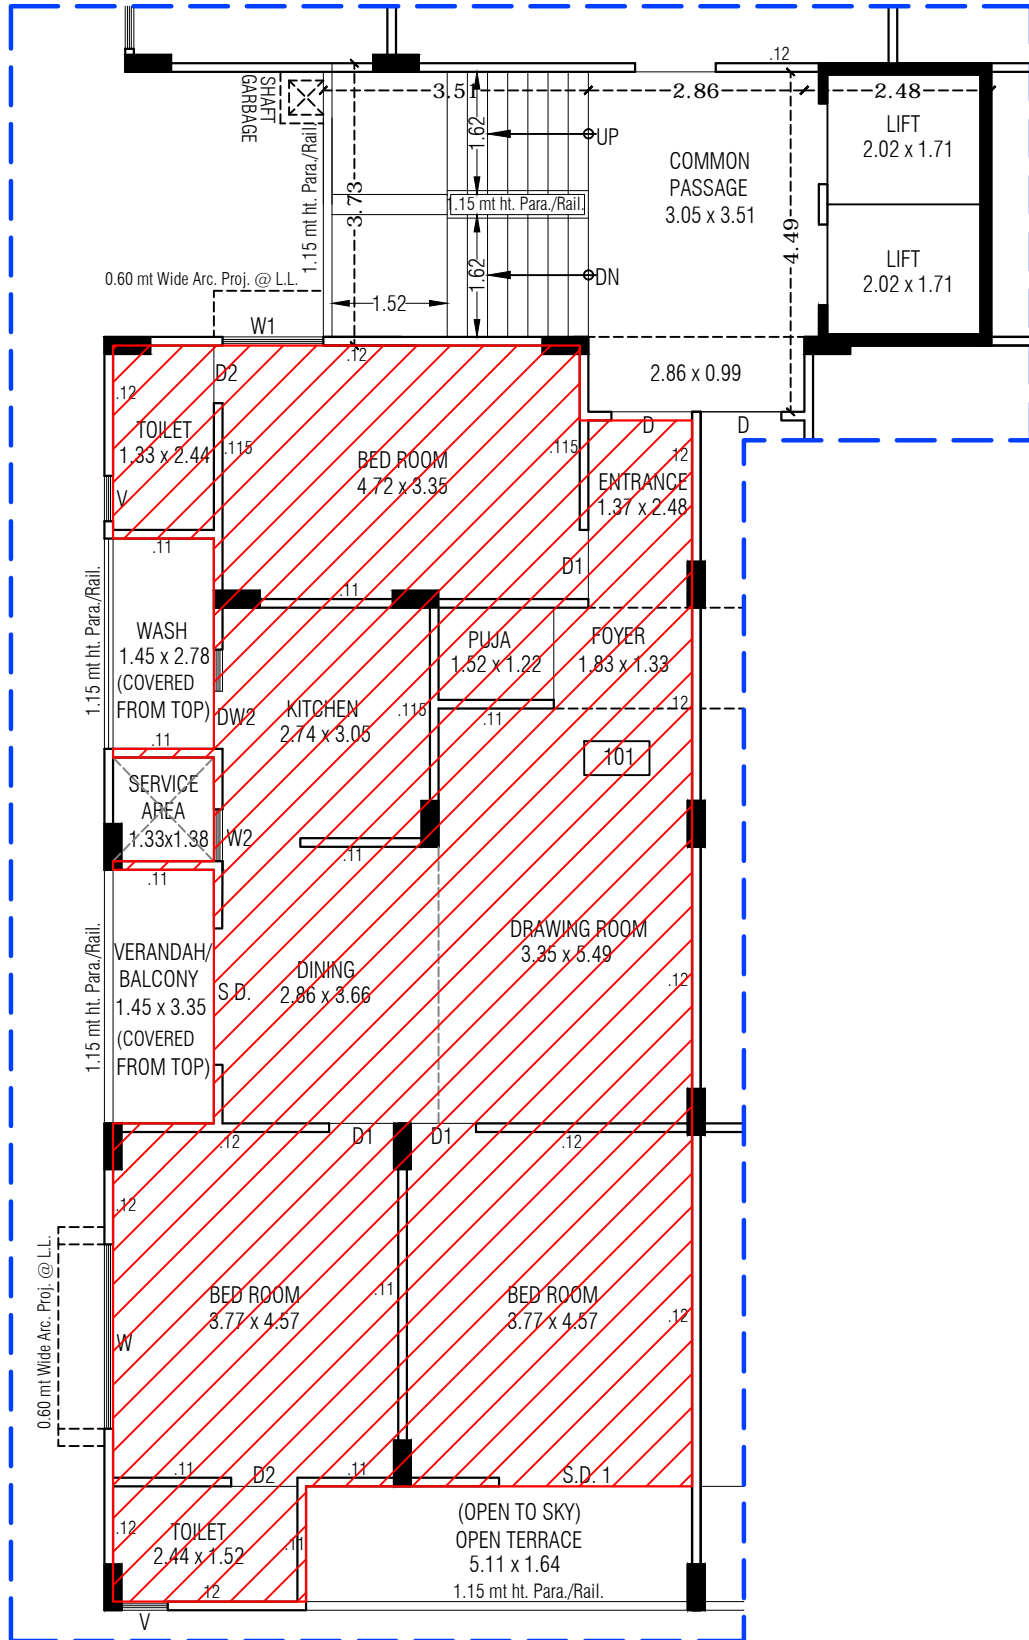 .12
3.51
2.86
2.48
SHAFT
GARBAGE
1.62
UP
LIFT
2.02 x 1.71
COMMON
PASSAGE
3.05 x 3.51
1.15 mt ht. Para./Rail.
3.73
1.15 mt ht. Para./Rail.
4.49
1.62
DN
LIFT
2.02 x 1.71
0.60 mt Wide Arc. Proj. @ L.L.
1.52
W1
.12
D2
2.86 x 0.99
.12
TOILET
1.33 x 2.44
.115
BED ROOM
4.72 x 3.35
.115
D
D
.12
ENTRANCE
1.37 x 2.48
V
.11
D1
.11
1.15 mt ht. Para./Rail.
WASH
1.45 x 2.78
(COVERED
FROM TOP)
PUJA
1.52 x 1.22
FOYER
1.83 x 1.33
DW2
KITCHEN
2.74 x 3.05
.115
.11
.12
.11
101
SERVICE
AREA
1.33x1.38
W2
.11
.11
1.15 mt ht. Para./Rail.
VERANDAH/
BALCONY
1.45 x 3.35
(COVERED
FROM TOP)
S.D.
DINING
2.86 x 3.66
DRAWING ROOM
3.35 x 5.49
.12
.12
D1
D1
.12
.12
0.60 mt Wide Arc. Proj. @ L.L.
BED ROOM
3.77 x 4.57
.11
BED ROOM
3.77 x 4.57
.12
W
.11
D2
.11
S.D. 1
.12
TOILET
2.44 x 1.52
.11
(OPEN TO SKY)
OPEN TERRACE
5.11 x 1.64
1.15 mt ht. Para./Rail.
.12
V